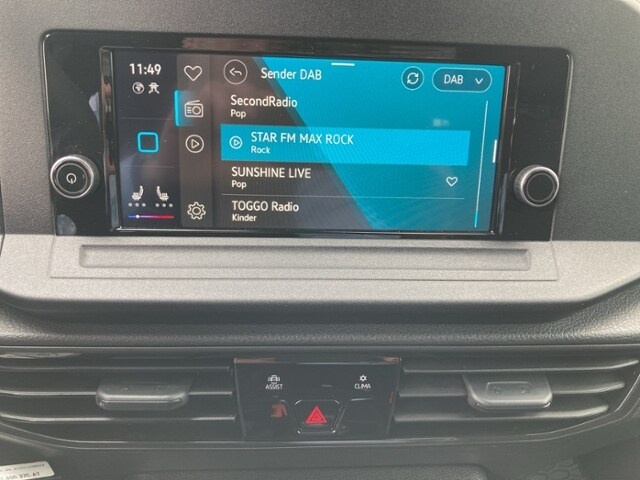 11:49
Sender DAB
DAB
SecondRadio
Pop
STAR FM MAX ROCK
Rock
SUNSHINE LIVE
Pop
TOGGO Radio
Kinder
ASSIST
CLIMA